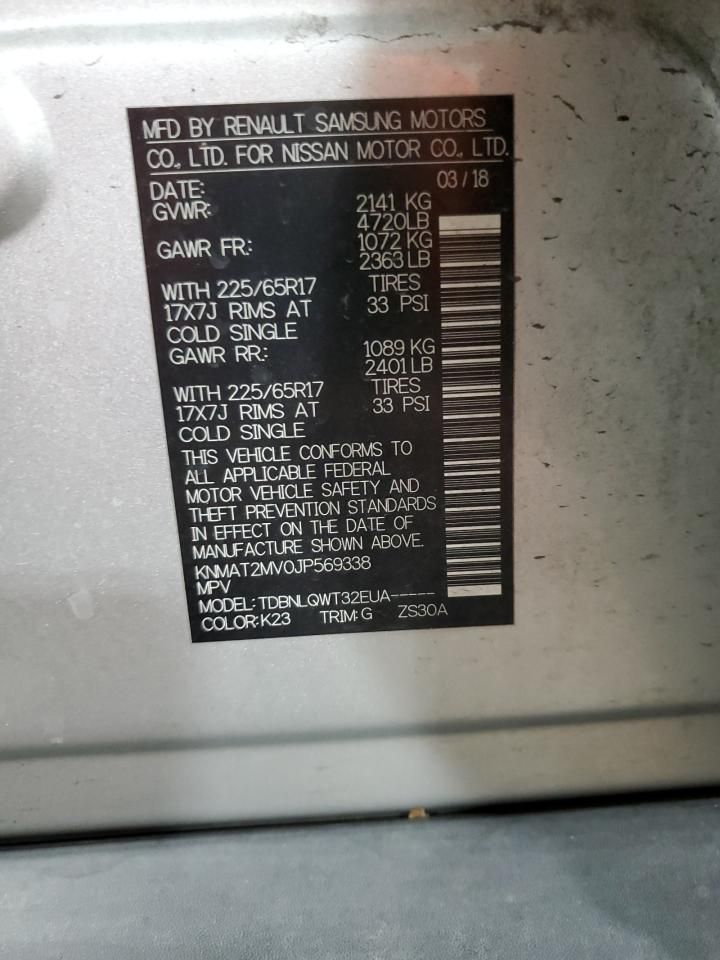 MFD BY RENAULT SAMSUNG MOTORS
CO., LTD. FOR NISSAN MOTOR CO., LTD.
DATE: 03 / 18
GVWR: 2141 KG
4720LB
GAWR FR: 1072 KG
2363LB
WITH 225/65R17 TIRES
17X7J RIMS AT 33 PSI
COLD SINGLE
GAWR RR: 1089 KG
2401LB
WITH 225/65R17 TIRES
17X7J RIMS AT 33 PSI
COLD SINGLE
THIS VEHICLE CONFORMS TO
ALL APPLICABLE FEDERAL
MOTOR VEHICLE SAFETY AND
THEFT PREVENTION STANDARDS
IN EFFECT ON THE DATE OF
MANUFACTURE SHOWN ABOVE.
KNMAT2MV0JP569338
MPV
MODEL: TDBNLQWT32EUA-----
COLOR: K23 TRIM: G ZS30A